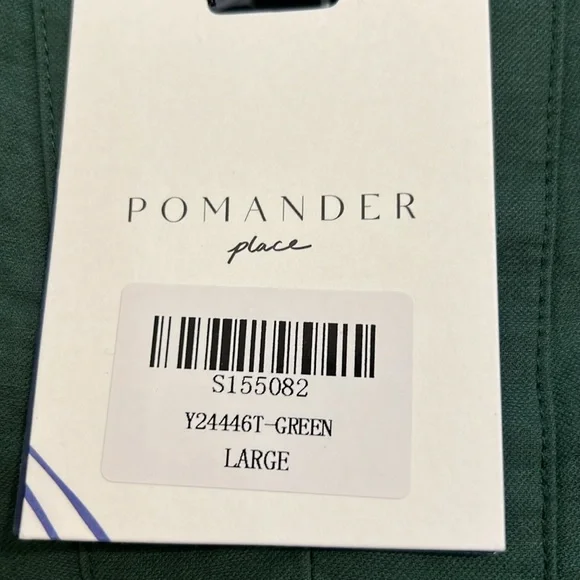 POMANDER
place
S155082
Y24446T-GREEN
LARGE